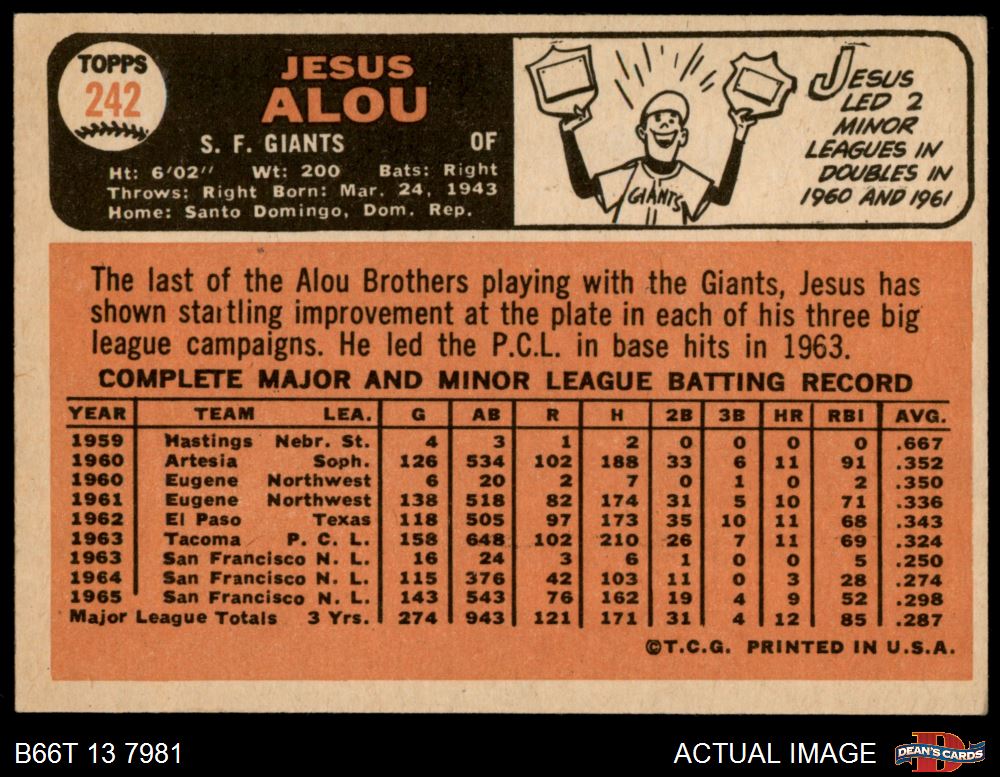 TOPPS
242
JESUS
ALOU
S. F. GIANTS OF
Ht: 6'02" Wt: 200 Bats: Right
Throws: Right Born: Mar. 24, 1943
Home: Santo Domingo, Dom. Rep.
GIANTS
JESUS
LED 2
MINOR
LEAGUES IN
DOUBLES IN
1960 AND 1961
The last of the Alou Brothers playing with the Giants, Jesus has
shown startling improvement at the plate in each of his three big
league campaigns. He led the P.C.L. in base hits in 1963.
COMPLETE MAJOR AND MINOR LEAGUE BATTING RECORD
YEAR TEAM LEA. G AB R H 2B 3B HR RBI AVG.
1959 Hastings Nebr. St. 4 3 1 2 0 0 0 0 .667
1960 Artesia Soph. 126 534 102 188 33 6 11 91 .352
1960 Eugene Northwest 6 20 2 7 0 1 0 2 .350
1961 Eugene Northwest 138 518 82 174 31 5 10 71 .336
1962 El Paso Texas 118 505 97 173 35 10 11 68 .343
1963 Tacoma P. C. L. 158 648 102 210 26 7 11 69 .324
1963 San Francisco N. L. 16 24 3 6 1 0 0 5 .250
1964 San Francisco N. L. 115 376 42 103 11 0 3 28 .274
1965 San Francisco N. L. 143 543 76 162 19 4 9 52 .298
Major League Totals 3 Yrs. 274 943 121 171 31 4 12 85 .287
©T.C.G. PRINTED IN U.S.A.
B66T 13 7981
ACTUAL IMAGE
D
DEAN'S CARDS